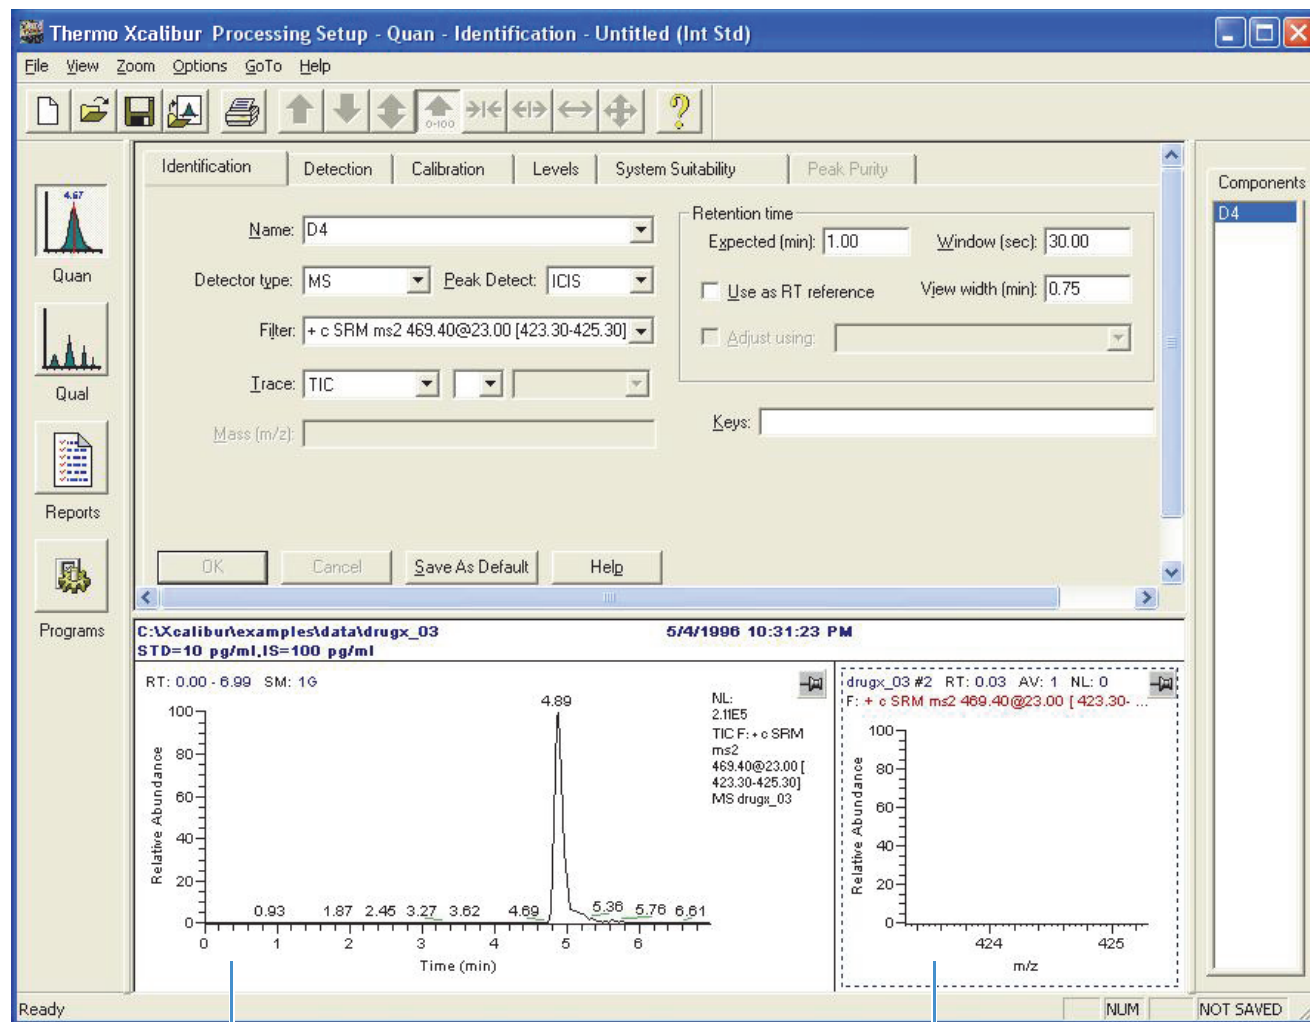 Thermo Xcalibur Processing Setup - Quan - Identification - Untitled (Int Std)
File View Zoom Options GoTo Help
0-100
4.67
Quan
Qual
Reports
Programs
Identification Detection Calibration Levels System Suitability Peak Purity
Name: D4
Detector type: MS Peak Detect: ICIS
Filter: + c SRM ms2 469.40@23.00 [423.30-425.30]
Trace: TIC
Mass (m/z):
Retention time
Expected (min): 1.00 Window (sec): 30.00
Use as RT reference View width (min): 0.75
Adjust using:
Keys:
OK Cancel Save As Default Help
Components
D4
C:\Xcalibur\examples\data\drugx_03 5/4/1996 10:31:23 PM
STD=10 pg/ml,IS=100 pg/ml
RT: 0.00 - 6.99 SM: 1G
NL:
2.11E5
TIC F: + c SRM
ms2
469.40@23.00 [
423.30-425.30]
MS drugx_03
4.89
100
80
60
40
20
0
Relative Abundance
0.93 1.87 2.45 3.27 3.62 4.69 5.36 5.76 6.61
0 1 2 3 4 5 6
Time (min)
drugx_03 #2 RT: 0.03 AV: 1 NL: 0
F: + c SRM ms2 469.40@23.00 [ 423.30- ...
100
80
60
40
20
0
Relative Abundance
424 425
m/z
Ready NUM NOT SAVED